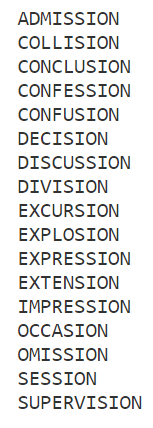 ADMISSION
COLLISION
CONCLUSION
CONFESSION
CONFUSION
DECISION
DISCUSSION
DIVISION
EXCURSION
EXPLOSION
EXPRESSION
EXTENSION
IMPRESSION
OCCASION
OMISSION
SESSION
SUPERVISION